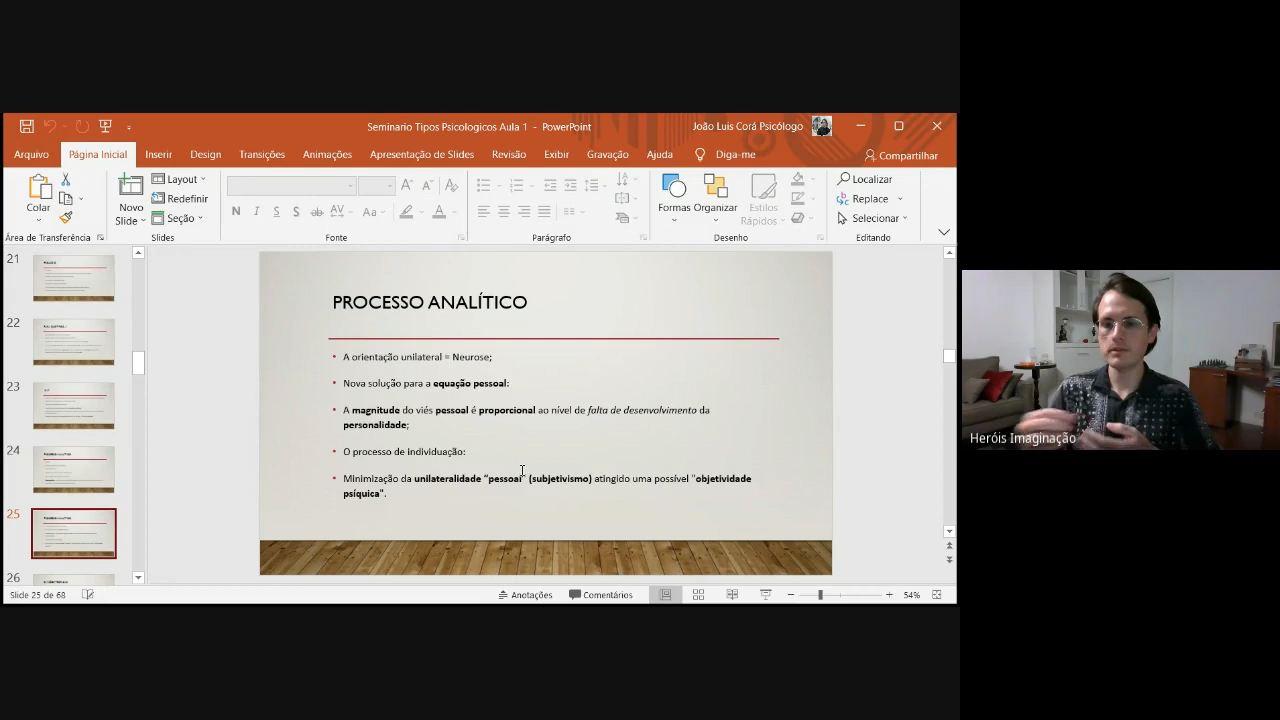 Seminario Tipos Psicologicos Aula 1 - PowerPoint
João Luis Corá Psicólogo
Arquivo
Página Inicial
Inserir
Design
Transições
Animações
Apresentação de Slides
Revisão
Exibir
Gravação
Ajuda
Diga-me
Compartilhar
Colar
Novo
Slide
Layout
Redefinir
Seção
N
I
S
S
ab
AV
Aa
A
Formas
Organizar
Estilos
Rápidos
Localizar
Replace
Selecionar
Área de Transferência
Slides
Fonte
Parágrafo
Desenho
Editando
21
22
23
24
25
26
PROCESSO ANALÍTICO
• A orientação unilateral = Neurose;
• Nova solução para a equação pessoal:
• A magnitude do viés pessoal é proporcional ao nível de falta de desenvolvimento da
personalidade;
• O processo de individuação:
• Minimização da unilateralidade "pessoal" (subjetivismo) atingido uma possível "objetividade
psíquica".
Heróis Imaginação
Slide 25 de 68
Anotações
Comentários
54%